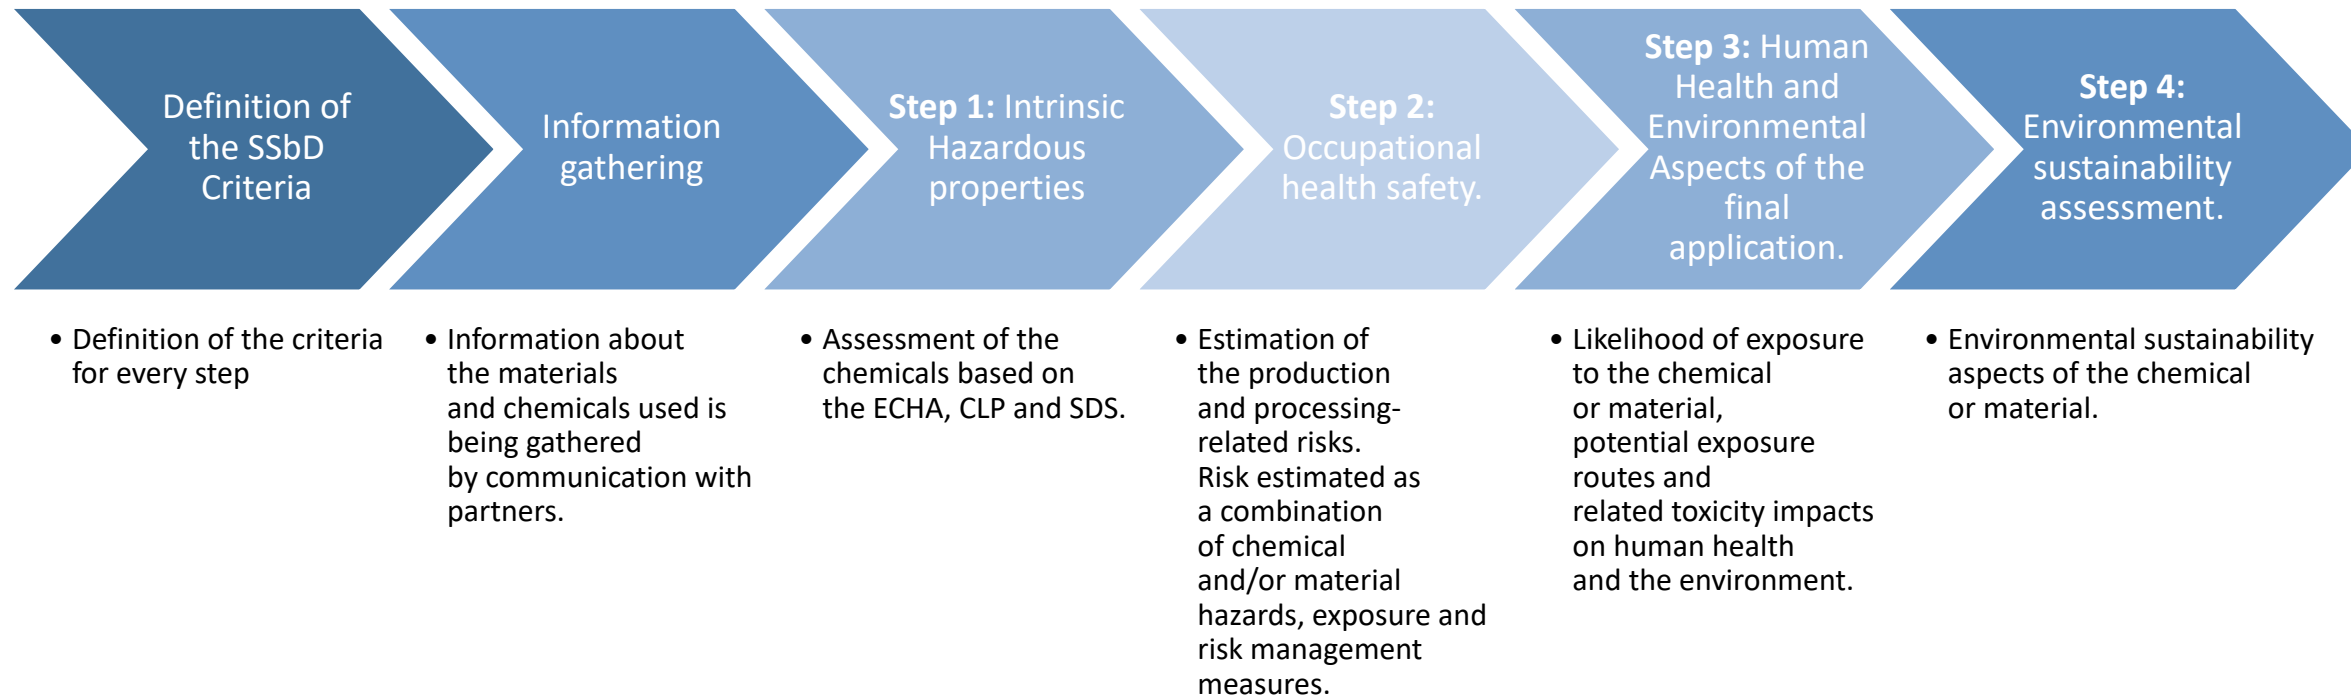 Definition of
the SSbD
Criteria
Information
gathering
Step 1: Intrinsic
Hazardous
properties
Step 2:
Occupational
health safety.
Step 3: Human
Health and
Environmental
Aspects of the
final
application.
Step 4:
Environmental
sustainability
assessment.
• Definition of the criteria
for every step
• Information about
the materials
and chemicals used is
being gathered
by communication with
partners.
• Assessment of the
chemicals based on
the ECHA, CLP and SDS.
• Estimation of
the production
and processing-
related risks.
Risk estimated as
a combination
of chemical
and/or material
hazards, exposure and
risk management
measures.
• Likelihood of exposure
to the chemical
or material,
potential exposure
routes and
related toxicity impacts
on human health
and the environment.
• Environmental sustainability
aspects of the chemical
or material.